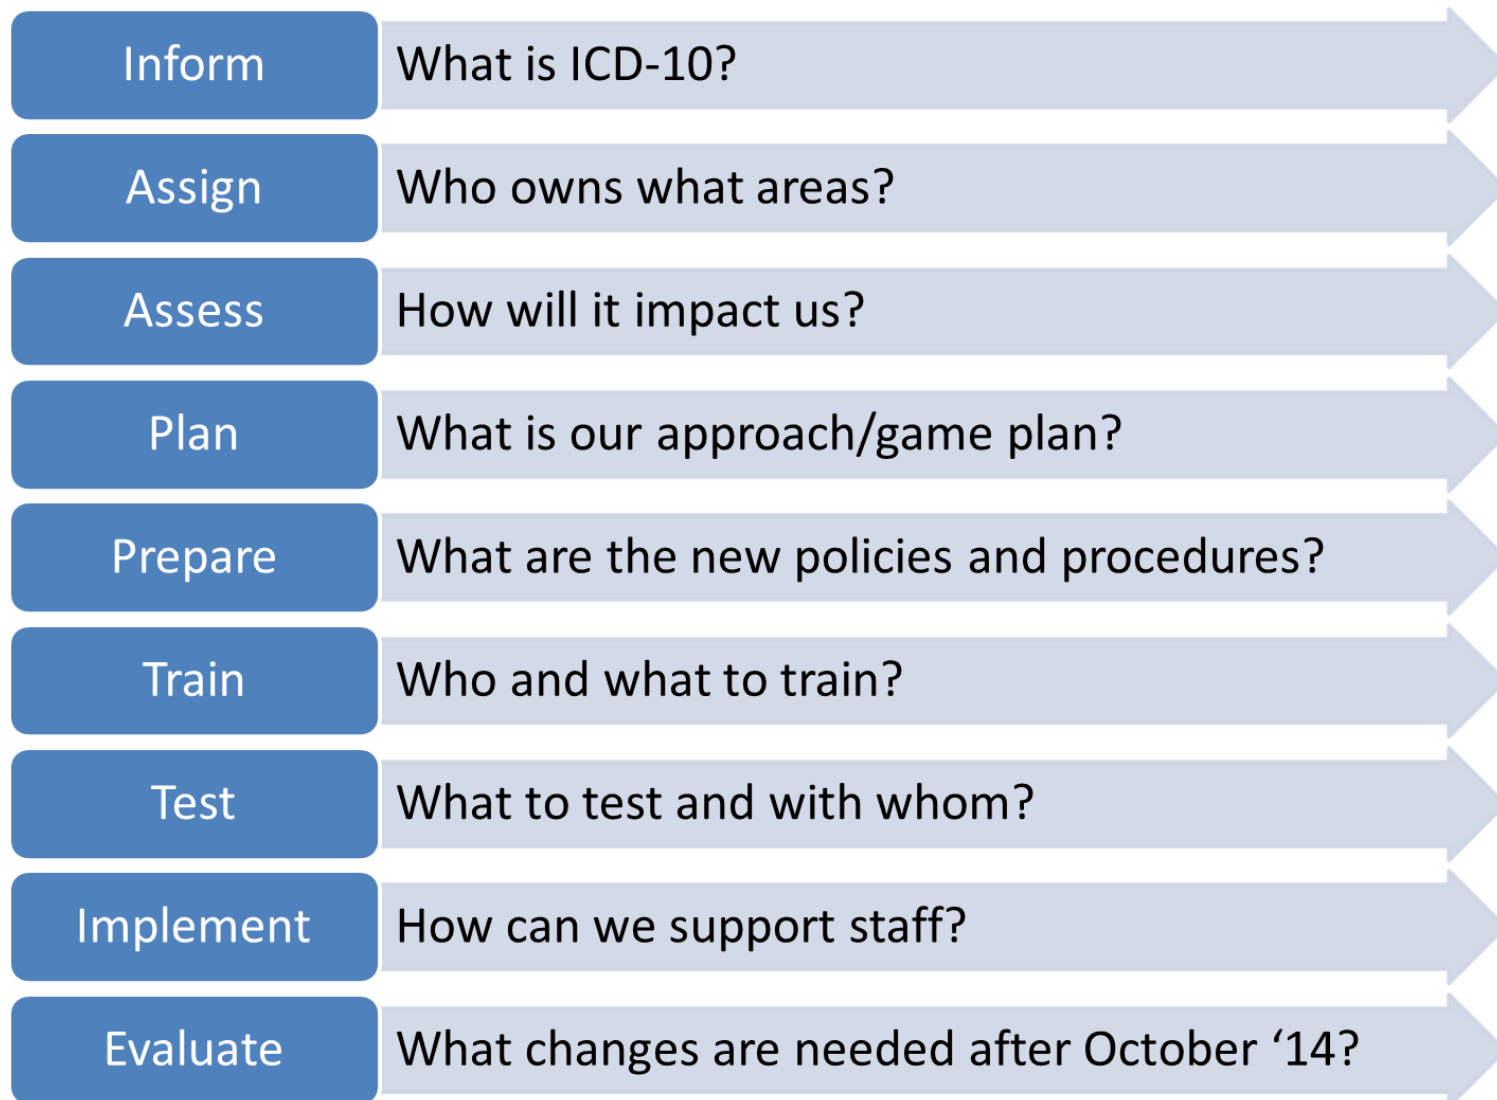 Inform
What is ICD-10?
Assign
Who owns what areas?
Assess
How will it impact us?
Plan
What is our approach/game plan?
Prepare
What are the new policies and procedures?
Train
Who and what to train?
Test
What to test and with whom?
Implement
How can we support staff?
Evaluate
What changes are needed after October ‘14?